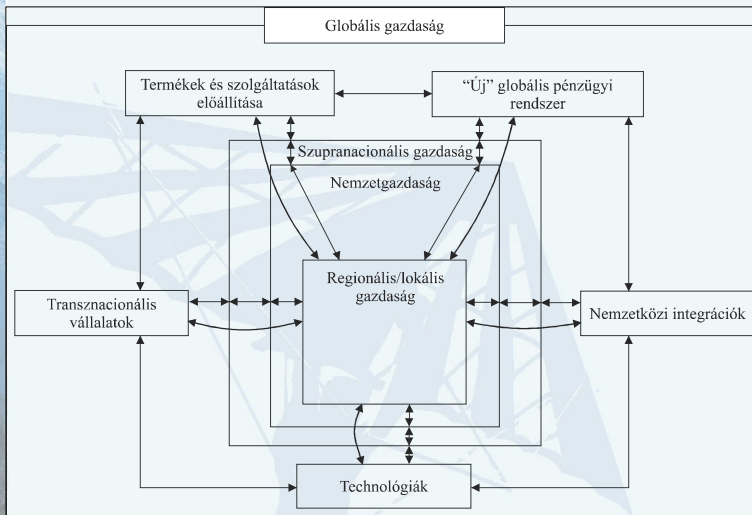 Globális gazdaság
Termékek és szolgáltatások
előállítása
“Új” globális pénzügyi
rendszer
Szupranacionális gazdaság
Nemzetgazdaság
Regionális/lokális
gazdaság
Transznacionális
vállalatok
Nemzetközi integrációk
Technológiák